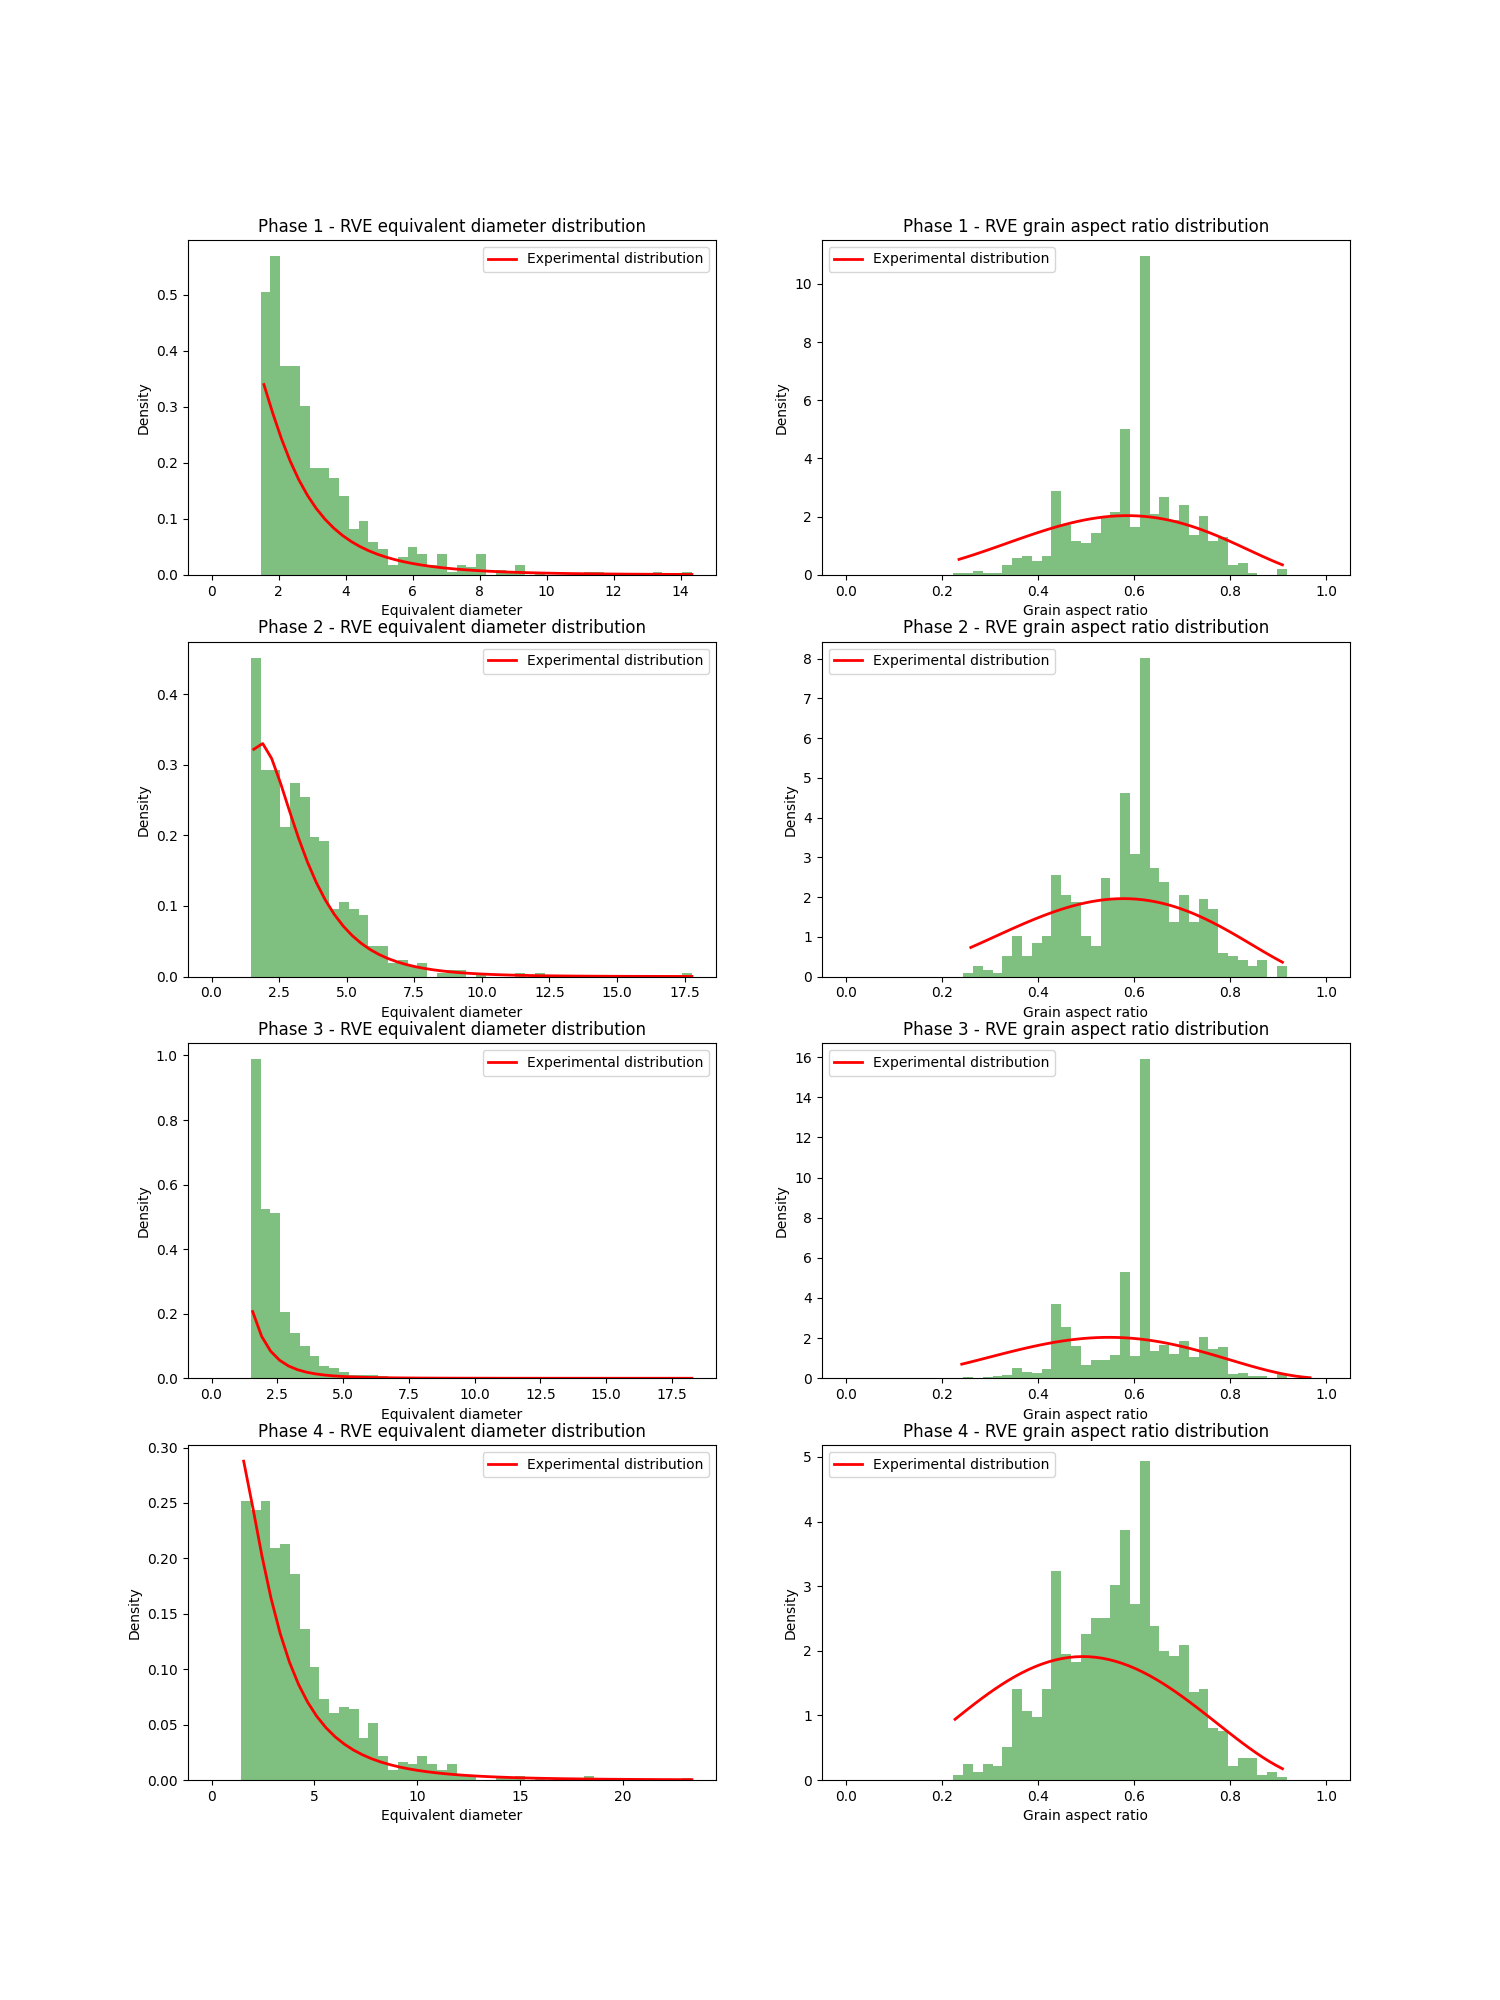 Phase 1 - RVE equivalent diameter distribution
Experimental distribution
Density
0.5
0.4
0.3
0.2
0.1
0.0
0 2 4 6 8 10 12 14
Equivalent diameter
Phase 1 - RVE grain aspect ratio distribution
Experimental distribution
Density
10
8
6
4
2
0
0.0 0.2 0.4 0.6 0.8 1.0
Grain aspect ratio
Phase 2 - RVE equivalent diameter distribution
Experimental distribution
Density
0.4
0.3
0.2
0.1
0.0
0.0 2.5 5.0 7.5 10.0 12.5 15.0 17.5
Equivalent diameter
Phase 2 - RVE grain aspect ratio distribution
Experimental distribution
Density
8
7
6
5
4
3
2
1
0
0.0 0.2 0.4 0.6 0.8 1.0
Grain aspect ratio
Phase 3 - RVE equivalent diameter distribution
Experimental distribution
Density
1.0
0.8
0.6
0.4
0.2
0.0
0.0 2.5 5.0 7.5 10.0 12.5 15.0 17.5
Equivalent diameter
Phase 3 - RVE grain aspect ratio distribution
Experimental distribution
Density
16
14
12
10
8
6
4
2
0
0.0 0.2 0.4 0.6 0.8 1.0
Grain aspect ratio
Phase 4 - RVE equivalent diameter distribution
Experimental distribution
Density
0.30
0.25
0.20
0.15
0.10
0.05
0.00
0 5 10 15 20
Equivalent diameter
Phase 4 - RVE grain aspect ratio distribution
Experimental distribution
Density
5
4
3
2
1
0
0.0 0.2 0.4 0.6 0.8 1.0
Grain aspect ratio